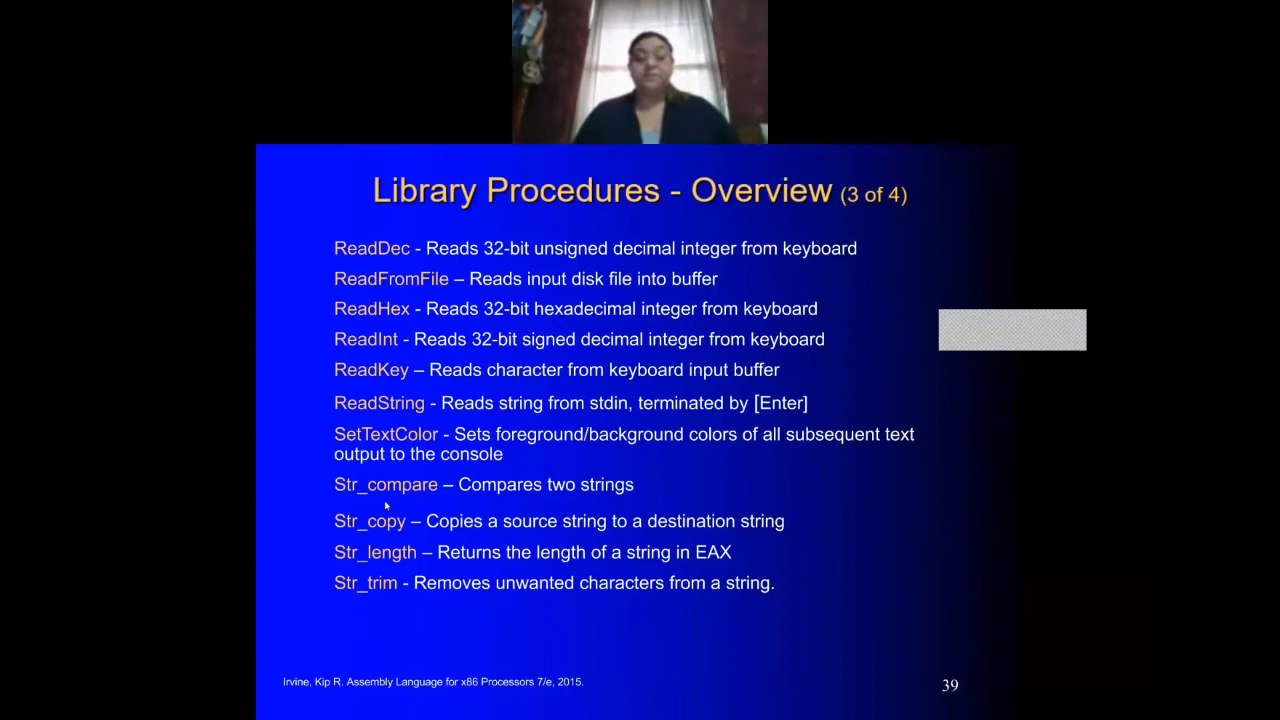 Library Procedures - Overview (3 of 4)
ReadDec - Reads 32-bit unsigned decimal integer from keyboard
ReadFromFile – Reads input disk file into buffer
ReadHex - Reads 32-bit hexadecimal integer from keyboard
ReadInt - Reads 32-bit signed decimal integer from keyboard
ReadKey – Reads character from keyboard input buffer
ReadString - Reads string from stdin, terminated by [Enter]
SetTextColor - Sets foreground/background colors of all subsequent text
output to the console
Str_compare – Compares two strings
Str_copy – Copies a source string to a destination string
Str_length – Returns the length of a string in EAX
Str_trim - Removes unwanted characters from a string.
Irvine, Kip R. Assembly Language for x86 Processors 7/e, 2015.
39